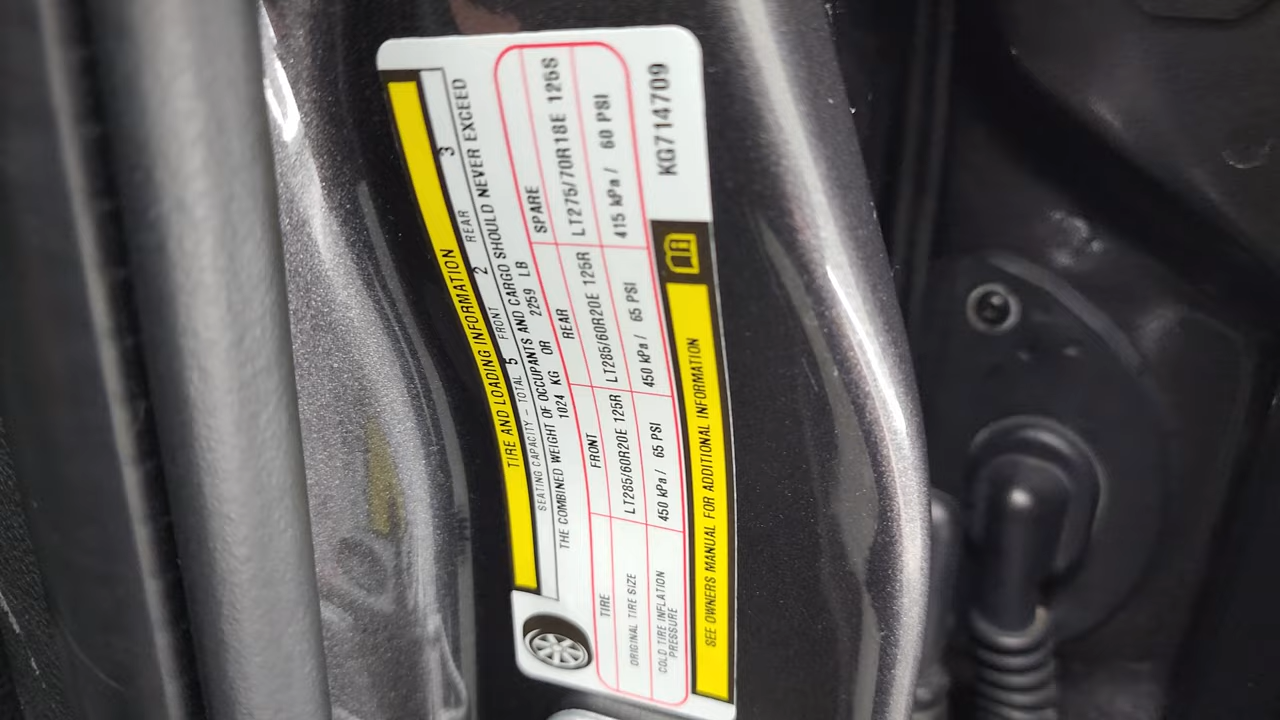 TIRE AND LOADING INFORMATION
SEATING CAPACITY - TOTAL 5 FRONT 2 REAR 3
THE COMBINED WEIGHT OF OCCUPANTS AND CARGO SHOULD NEVER EXCEED
1024 KG OR 2259 LB
TIRE FRONT REAR SPARE
ORIGINAL TIRE SIZE LT285/60R20E 125R LT285/60R20E 125R LT275/70R18E 125S
COLD TIRE INFLATION PRESSURE 450 kPa / 65 PSI 450 kPa / 65 PSI 415 kPa / 60 PSI
SEE OWNERS MANUAL FOR ADDITIONAL INFORMATION KG714709